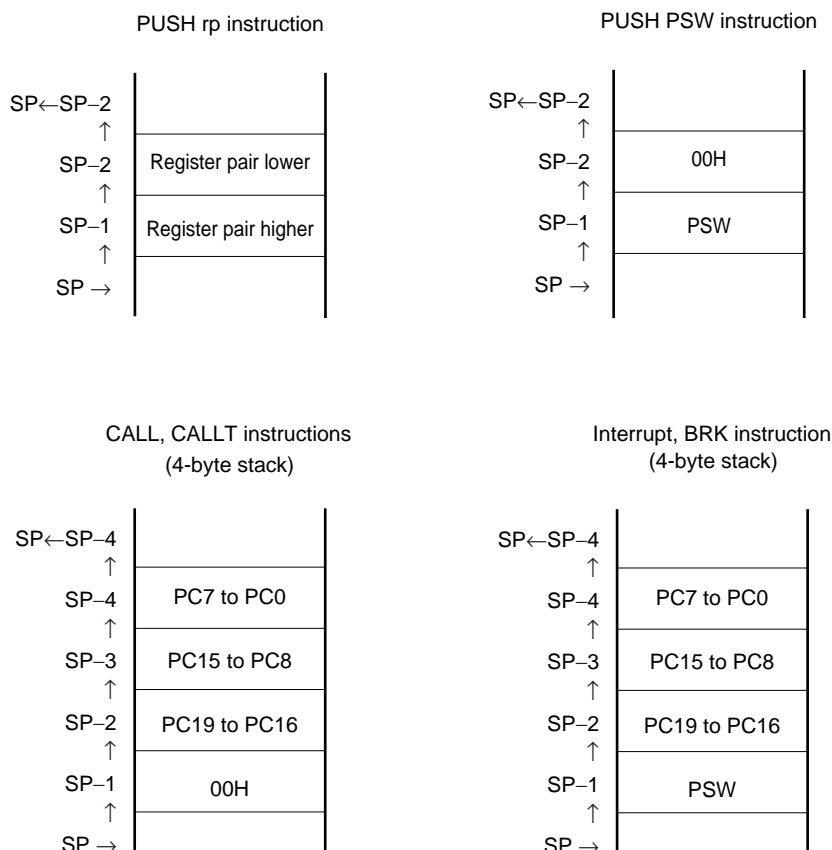 PUSH rp instruction
SP←SP–2
↑
SP–2
Register pair lower
↑
SP–1
Register pair higher
↑
SP →
PUSH PSW instruction
SP←SP–2
↑
SP–2
00H
↑
SP–1
PSW
↑
SP →
CALL, CALLT instructions
(4-byte stack)
SP←SP–4
↑
SP–4
PC7 to PC0
↑
SP–3
PC15 to PC8
↑
SP–2
PC19 to PC16
↑
SP–1
00H
↑
SP →
Interrupt, BRK instruction
(4-byte stack)
SP←SP–4
↑
SP–4
PC7 to PC0
↑
SP–3
PC15 to PC8
↑
SP–2
PC19 to PC16
↑
SP–1
PSW
↑
SP →